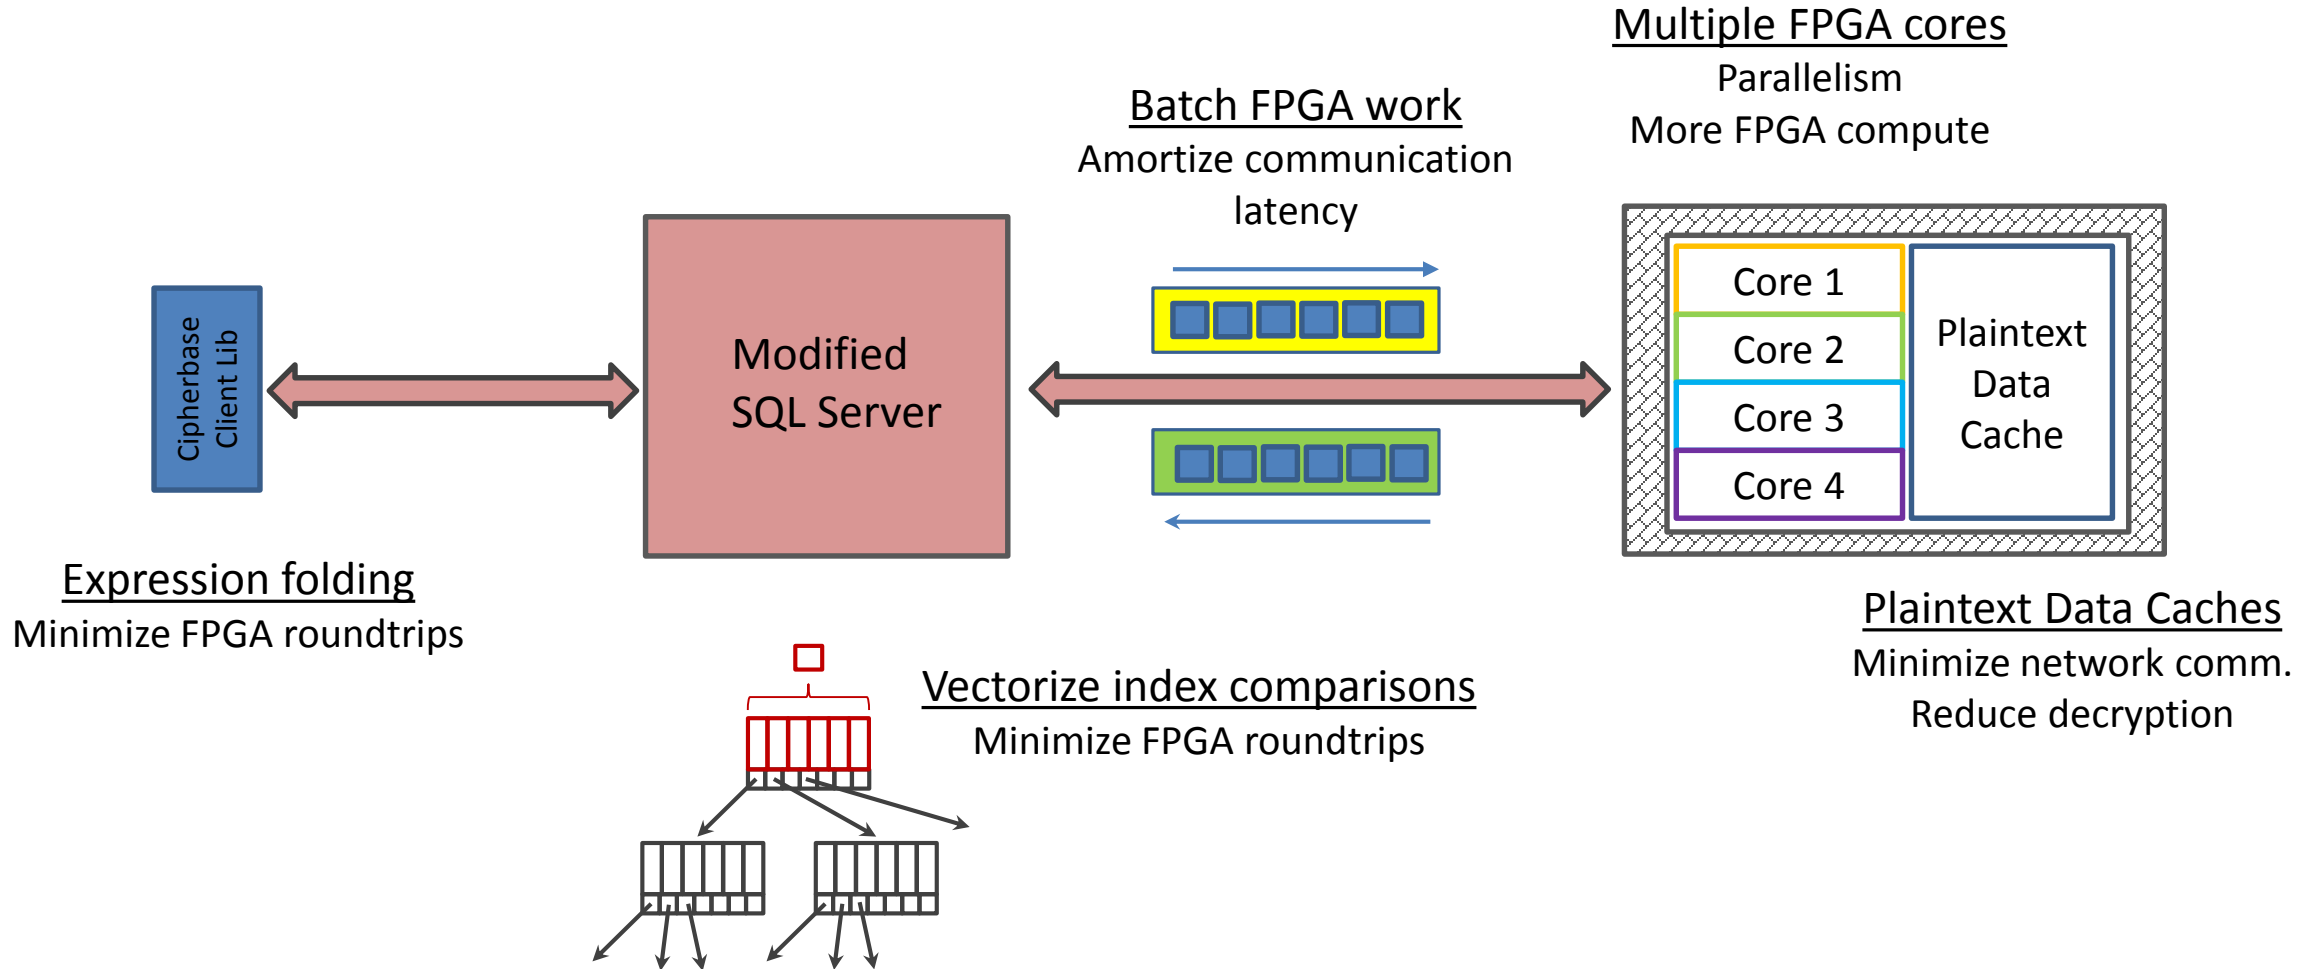 Multiple FPGA cores
Parallelism
More FPGA compute
Batch FPGA work
Amortize communication
latency
Cipherbase
Client Lib
Modified
SQL Server
Core 1
Core 2
Core 3
Core 4
Plaintext
Data
Cache
Expression folding
Minimize FPGA roundtrips
Vectorize index comparisons
Minimize FPGA roundtrips
Plaintext Data Caches
Minimize network comm.
Reduce decryption